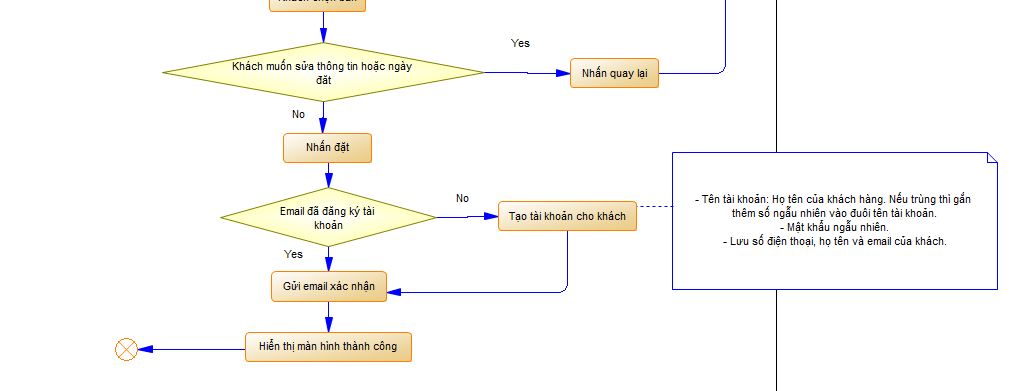 Khách muốn sửa thông tin hoặc ngày
đặt
Yes
Nhấn quay lại
No
Nhấn đặt
Email đã đăng ký tài
khoản
No
Tạo tài khoản cho khách
- Tên tài khoản: Họ tên của khách hàng. Nếu trùng thì gắn
thêm số ngẫu nhiên vào đuôi tên tài khoản.
- Mật khẩu ngẫu nhiên.
- Lưu số điện thoại, họ tên và email của khách.
Yes
Gửi email xác nhận
Hiển thị màn hình thành công